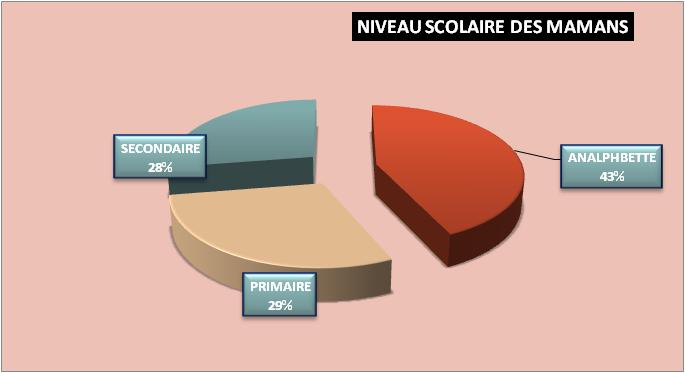 NIVEAU SCOLAIRE DES MAMANS
SECONDAIRE
28%
ANALPHBETTE
43%
PRIMAIRE
29%